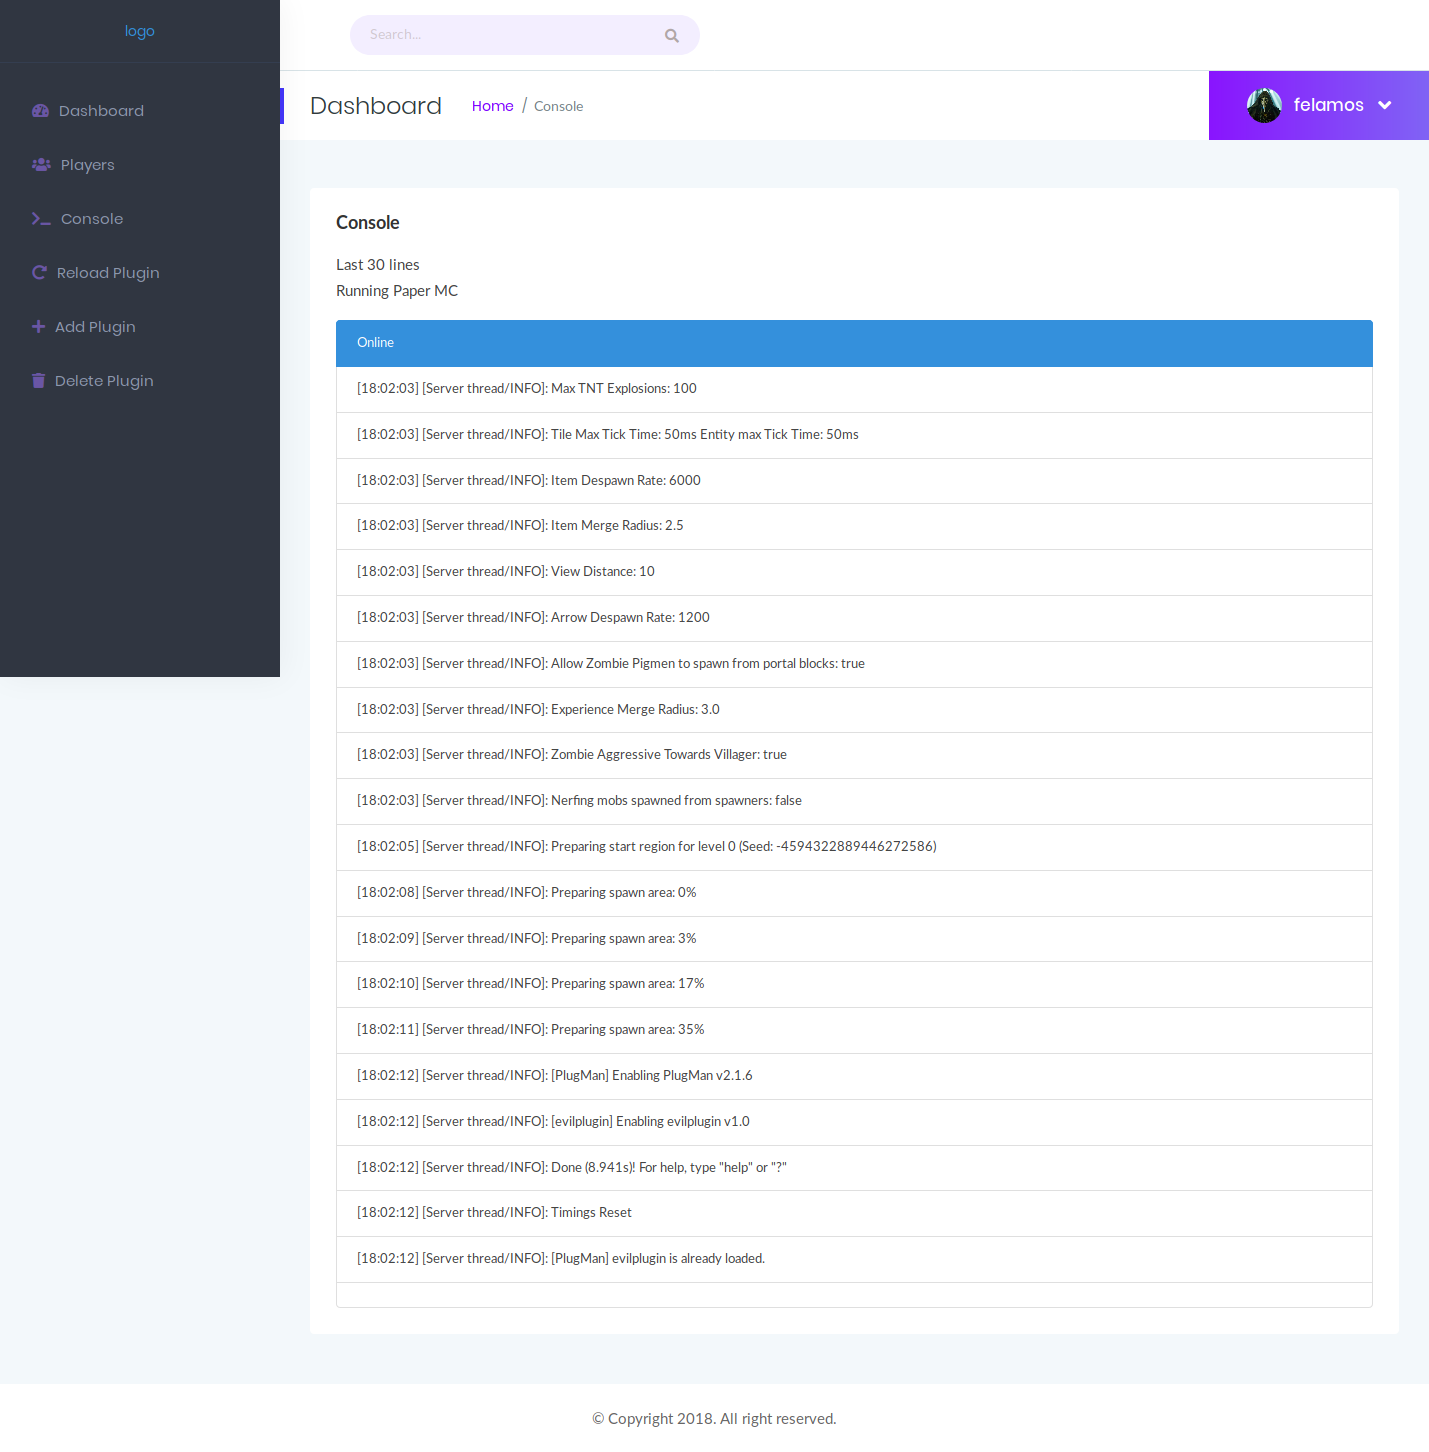 logo
Search...
Dashboard
Players
Console
Reload Plugin
Add Plugin
Delete Plugin
Dashboard Home / Console
felamos
Console
Last 30 lines
Running Paper MC
Online
[18:02:03] [Server thread/INFO]: Max TNT Explosions: 100
[18:02:03] [Server thread/INFO]: Tile Max Tick Time: 50ms Entity max Tick Time: 50ms
[18:02:03] [Server thread/INFO]: Item Despawn Rate: 6000
[18:02:03] [Server thread/INFO]: Item Merge Radius: 2.5
[18:02:03] [Server thread/INFO]: View Distance: 10
[18:02:03] [Server thread/INFO]: Arrow Despawn Rate: 1200
[18:02:03] [Server thread/INFO]: Allow Zombie Pigmen to spawn from portal blocks: true
[18:02:03] [Server thread/INFO]: Experience Merge Radius: 3.0
[18:02:03] [Server thread/INFO]: Zombie Aggressive Towards Villager: true
[18:02:03] [Server thread/INFO]: Nerfing mobs spawned from spawners: false
[18:02:05] [Server thread/INFO]: Preparing start region for level 0 (Seed: -4594322889446272586)
[18:02:08] [Server thread/INFO]: Preparing spawn area: 0%
[18:02:09] [Server thread/INFO]: Preparing spawn area: 3%
[18:02:10] [Server thread/INFO]: Preparing spawn area: 17%
[18:02:11] [Server thread/INFO]: Preparing spawn area: 35%
[18:02:12] [Server thread/INFO]: [PlugMan] Enabling PlugMan v2.1.6
[18:02:12] [Server thread/INFO]: [evilplugin] Enabling evilplugin v1.0
[18:02:12] [Server thread/INFO]: Done (8.941s)! For help, type "help" or "?"
[18:02:12] [Server thread/INFO]: Timings Reset
[18:02:12] [Server thread/INFO]: [PlugMan] evilplugin is already loaded.
© Copyright 2018. All right reserved.